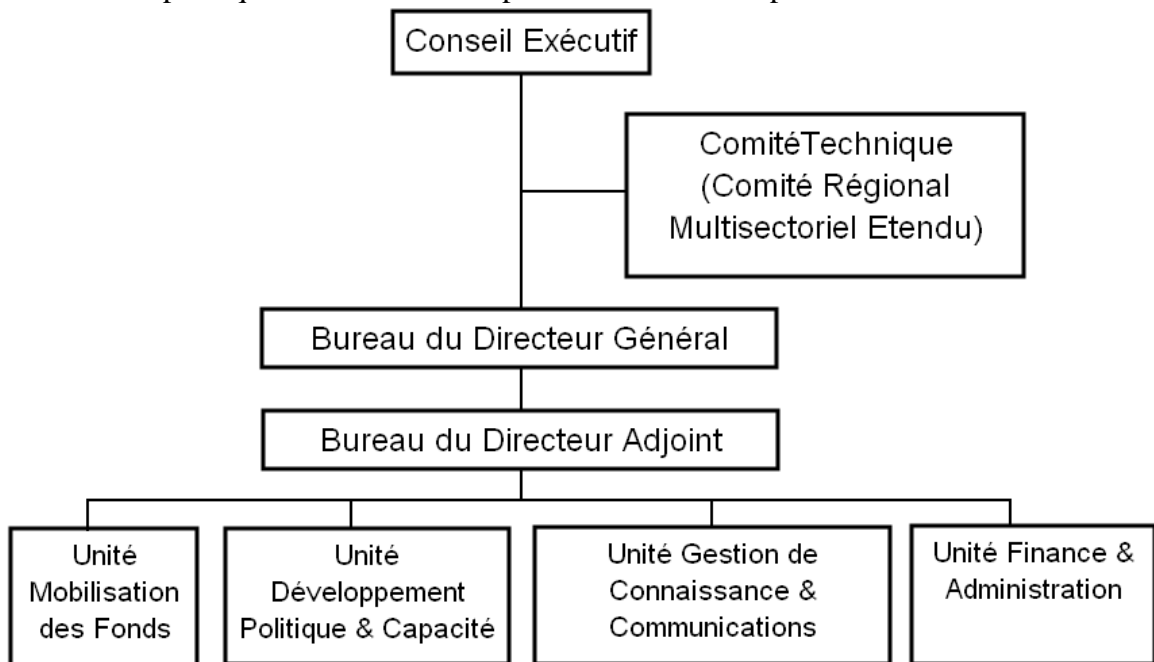 Conseil Exécutif
ComitéTechnique
(Comité Régional
Multisectoriel Etendu)
Bureau du Directeur Général
Bureau du Directeur Adjoint
Unité
Mobilisation
des Fonds
Unité
Développement
Politique & Capacité
Unité Gestion de
Connaissance &
Communications
Unité Finance &
Administration